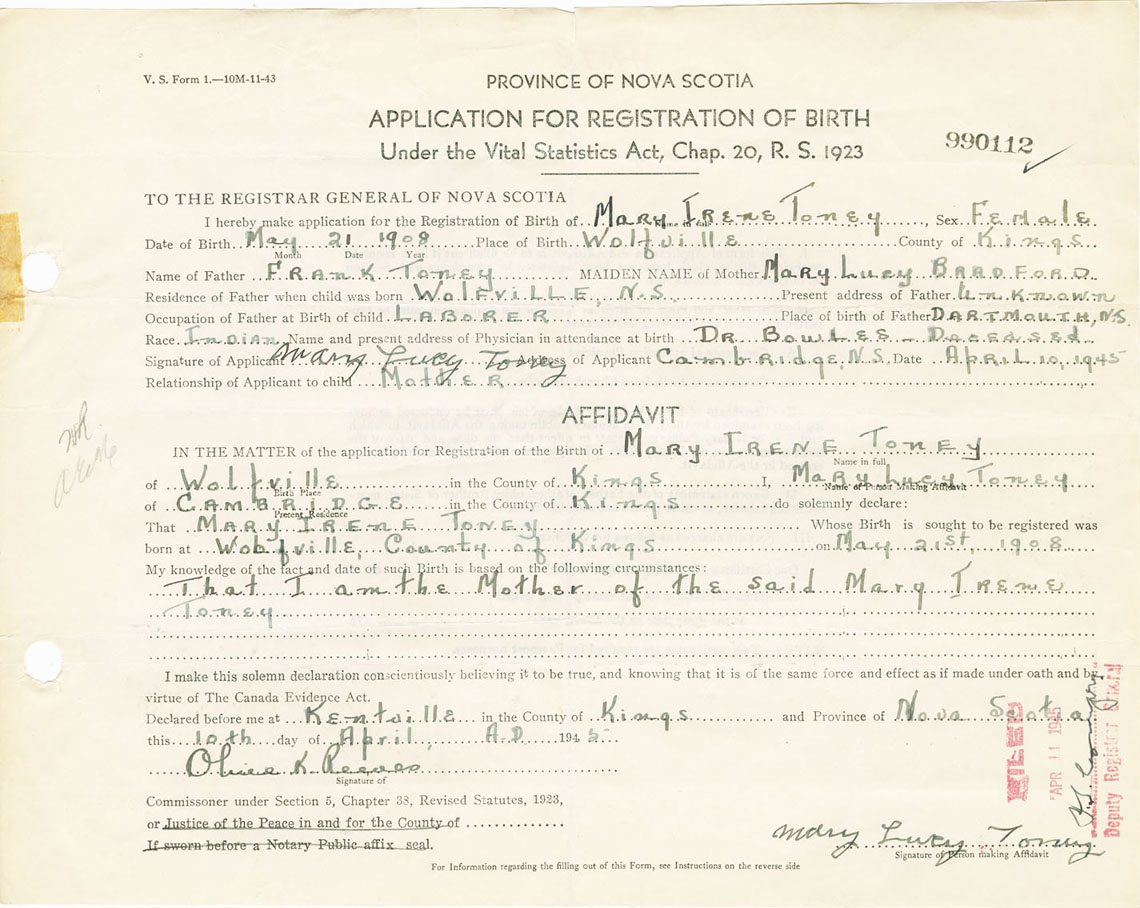 V. S. Form 1.—10M-11-43
PROVINCE OF NOVA SCOTIA
APPLICATION FOR REGISTRATION OF BIRTH
Under the Vital Statistics Act, Chap. 20, R. S. 1923
990112
TO THE REGISTRAR GENERAL OF NOVA SCOTIA
I hereby make application for the Registration of Birth of Mary Irene Toney, Sex Female
Date of Birth May 21 1908 Place of Birth Wolfville County of Kings
Month Date Year
Name of Father FRANK TONEY MAIDEN NAME of Mother Mary Lucy BRADFORD
Residence of Father when child was born WOLFVILLE, N.S. Present address of Father Unknown
Occupation of Father at Birth of child LABORER Place of birth of Father DARTMOUTH, N.S.
Race Indian Name and present address of Physician in attendance at birth DR BOWLES - Deceased
Signature of Applicant Mary Lucy Toney of Applicant Cambridge, N.S. Date APRIL 10, 1945
Relationship of Applicant to child Mother
AFFIDAVIT
IN THE MATTER of the application for Registration of the Birth of Mary IRENE Toney
Name in full
of Wolfville in the County of Kings I, Mary Lucy Toney
Birth Place Name of Person Making Affidavit
of CAMBRIDGE in the County of Kings do solemnly declare:
Present Residence
That MARY IRENE TONEY Whose Birth is sought to be registered was
born at Wolfville, County of Kings on May 21st, 1908
My knowledge of the fact and date of such Birth is based on the following circumstances:
That I am the Mother of the said Mary Irene
Toney
I make this solemn declaration conscientiously believing it to be true, and knowing that it is of the same force and effect as if made under oath and by
virtue of The Canada Evidence Act.
Declared before me at Kentville in the County of Kings and Province of Nova Scotia
this 10th day of April, A.D. 1945
Olive K Reeves
Signature of
Commissoner under Section 5, Chapter 38, Revised Statutes, 1923,
or Justice of the Peace in and for the County of
If sworn before a Notary Public affix seal.
FILED
APR 11 1945
Deputy Registrar
Mary Lucy Toney
Signature of Person making Affidavit
For Information regarding the filling out of this Form, see Instructions on the reverse side